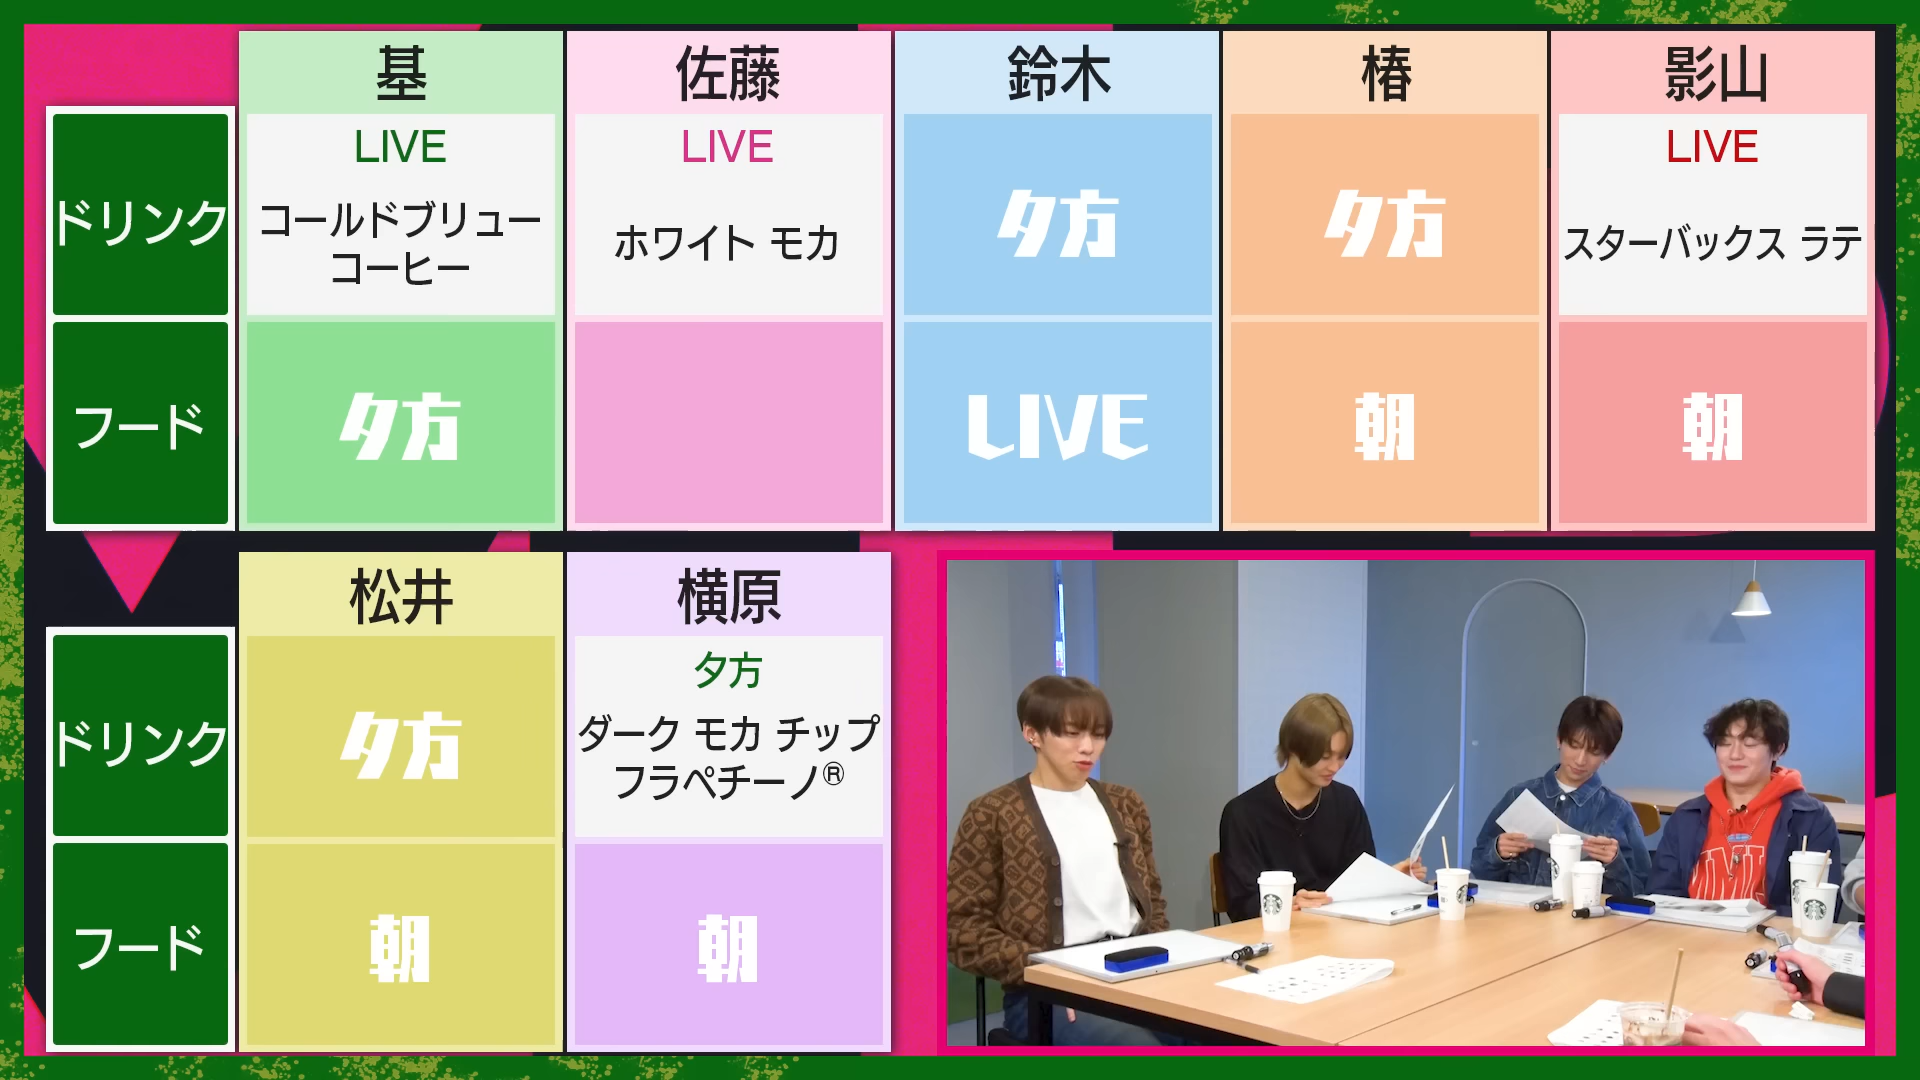 基
佐藤
鈴木
椿
影山
ドリンク
LIVE
コールドブリュー
コーヒー
LIVE
ホワイト モカ
夕方
夕方
LIVE
スターバックス ラテ
フード
夕方
LIVE
朝
朝
松井
横原
ドリンク
夕方
夕方
ダーク モカ チップ
フラペチーノ®
フード
朝
朝